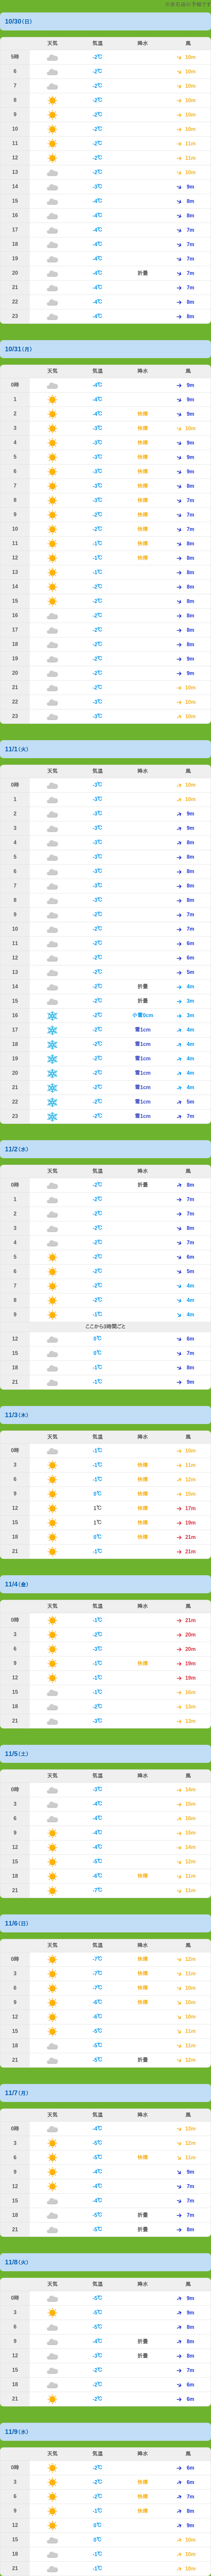 の予報です
10/30(日)
天気 気温 降水 風
5時 -2℃ 10m
6 -2℃ 10m
7 -2℃ 10m
8 -2℃ 10m
9 -2℃ 10m
10 -2℃ 10m
11 -2℃ 11m
12 -2℃ 11m
13 -2℃ 10m
14 -3℃ 9m
15 -4℃ 8m
16 -4℃ 8m
17 -4℃ 7m
18 -4℃ 7m
19 -4℃ 7m
20 -4℃ 折畳 7m
21 -4℃ 7m
22 -4℃ 8m
23 -4℃ 8m
10/31(月)
天気 気温 降水 風
0時 -4℃ 9m
1 -4℃ 9m
2 -4℃ 快晴 9m
3 -3℃ 快晴 10m
4 -3℃ 快晴 9m
5 -3℃ 快晴 9m
6 -3℃ 快晴 9m
7 -3℃ 快晴 8m
8 -3℃ 快晴 7m
9 -2℃ 快晴 7m
10 -2℃ 快晴 7m
11 -1℃ 快晴 8m
12 -1℃ 快晴 8m
13 -1℃ 8m
14 -2℃ 8m
15 -2℃ 8m
16 -2℃ 8m
17 -2℃ 8m
18 -2℃ 8m
19 -2℃ 9m
20 -2℃ 9m
21 -2℃ 10m
22 -3℃ 10m
23 -3℃ 10m
11/1(火)
天気 気温 降水 風
0時 -3℃ 10m
1 -3℃ 10m
2 -3℃ 9m
3 -3℃ 9m
4 -3℃ 8m
5 -3℃ 8m
6 -3℃ 8m
7 -3℃ 8m
8 -3℃ 8m
9 -2℃ 7m
10 -2℃ 7m
11 -2℃ 6m
12 -2℃ 6m
13 -2℃ 5m
14 -2℃ 折畳 4m
15 -2℃ 折畳 3m
16 -2℃ 小雪0cm 3m
17 -2℃ 雪1cm 4m
18 -2℃ 雪1cm 4m
19 -2℃ 雪1cm 4m
20 -2℃ 雪1cm 4m
21 -2℃ 雪1cm 4m
22 -2℃ 雪1cm 5m
23 -2℃ 雪1cm 7m
11/2(水)
天気 気温 降水 風
0時 -2℃ 折畳 8m
1 -2℃ 7m
2 -2℃ 7m
3 -2℃ 8m
4 -2℃ 7m
5 -2℃ 6m
6 -2℃ 5m
7 -2℃ 4m
8 -2℃ 4m
9 -1℃ 4m
ここから3時間ごと
12 0℃ 6m
15 0℃ 7m
18 -1℃ 8m
21 -1℃ 9m
11/3(木)
天気 気温 降水 風
0時 -1℃ 10m
3 -1℃ 快晴 11m
6 -1℃ 快晴 12m
9 0℃ 快晴 15m
12 1℃ 快晴 17m
15 1℃ 快晴 19m
18 0℃ 快晴 21m
21 -1℃ 21m
11/4(金)
天気 気温 降水 風
0時 -1℃ 21m
3 -2℃ 20m
6 -3℃ 20m
9 -1℃ 快晴 19m
12 -1℃ 19m
15 -1℃ 16m
18 -2℃ 13m
21 -3℃ 12m
11/5(土)
天気 気温 降水 風
0時 -3℃ 14m
3 -4℃ 15m
6 -4℃ 16m
9 -4℃ 15m
12 -4℃ 14m
15 -5℃ 12m
18 -6℃ 快晴 11m
21 -7℃ 11m
11/6(日)
天気 気温 降水 風
0時 -7℃ 快晴 12m
3 -7℃ 快晴 11m
6 -7℃ 快晴 10m
9 -6℃ 快晴 10m
12 -6℃ 10m
15 -5℃ 11m
18 -5℃ 11m
21 -5℃ 折畳 12m
11/7(月)
天気 気温 降水 風
0時 -4℃ 12m
3 -5℃ 12m
6 -5℃ 快晴 11m
9 -4℃ 9m
12 -4℃ 7m
15 -4℃ 7m
18 -5℃ 折畳 7m
21 -5℃ 折畳 8m
11/8(火)
天気 気温 降水 風
0時 -5℃ 9m
3 -5℃ 9m
6 -5℃ 8m
9 -4℃ 折畳 8m
12 -3℃ 折畳 8m
15 -2℃ 7m
18 -2℃ 6m
21 -2℃ 6m
11/9(水)
天気 気温 降水 風
0時 -2℃ 6m
3 -2℃ 快晴 6m
6 -2℃ 快晴 7m
9 -1℃ 快晴 8m
12 0℃ 9m
15 0℃ 10m
18 -1℃ 10m
21 -1℃ 10m